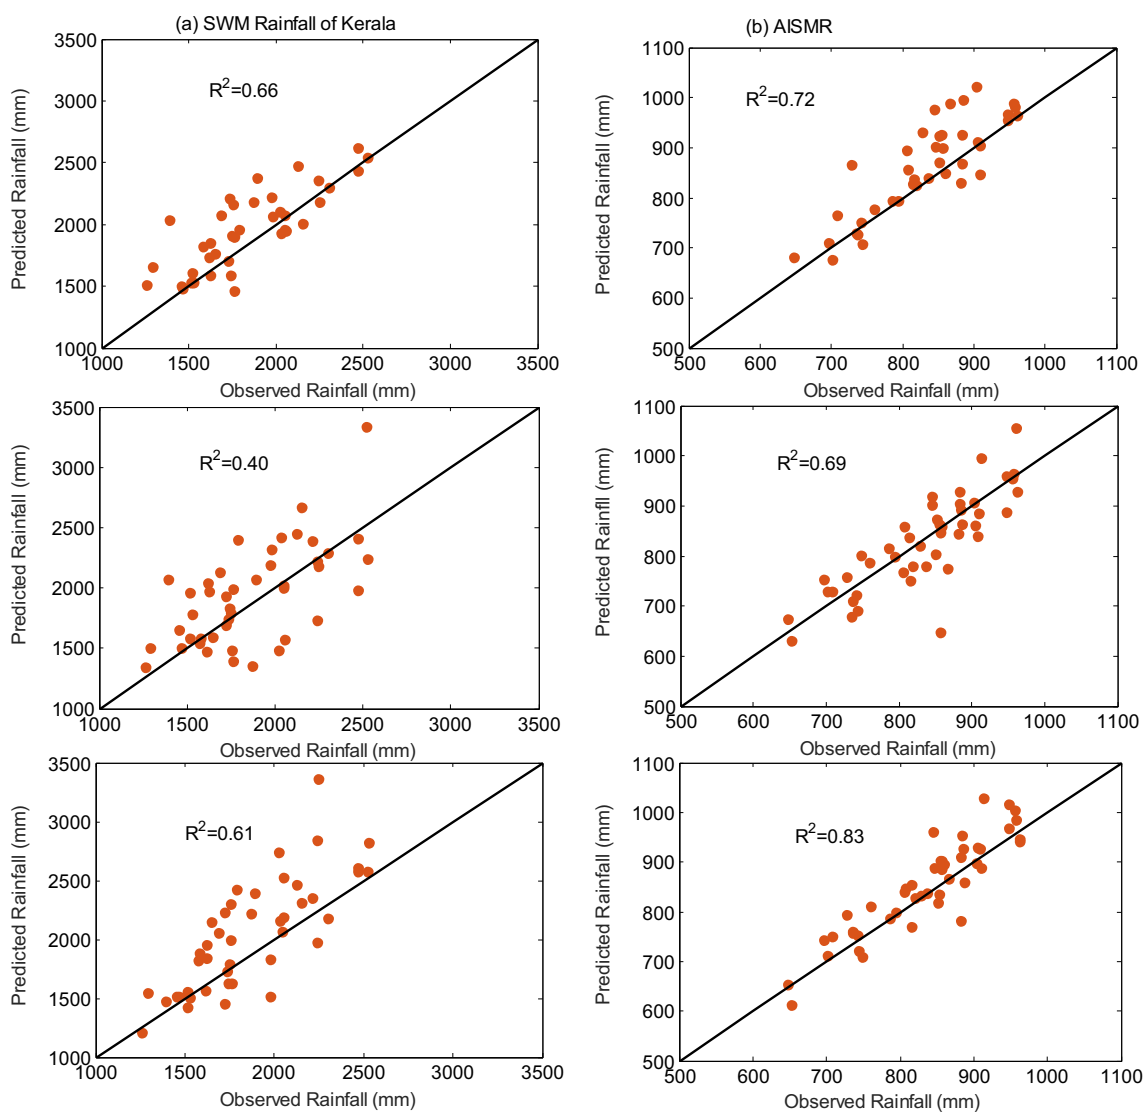 (a) SWM Rainfall of Kerala
3500
3000
2500
2000
1500
1000
Predicted Rainfall (mm)
R²=0.66
1000 1500 2000 2500 3000 3500
Observed Rainfall (mm)
(b) AISMR
1100
1000
900
800
700
600
500
Predicted Rainfall (mm)
R²=0.72
500 600 700 800 900 1000 1100
Observed Rainfall (mm)
3500
3000
2500
2000
1500
1000
Predicted Rainfall (mm)
R²=0.40
1000 1500 2000 2500 3000 3500
Observed Rainfall (mm)
1100
1000
900
800
700
600
500
Predicted Rainfll (mm)
R²=0.69
500 600 700 800 900 1000 1100
Observed Rainfall (mm)
3500
3000
2500
2000
1500
1000
Predicted Rainfall (mm)
R²=0.61
1000 1500 2000 2500 3000 3500
Observed Rainfall (mm)
1100
1000
900
800
700
600
500
Predicted Rainfall (mm)
R²=0.83
500 600 700 800 900 1000 1100
Observed Rainfall (mm)